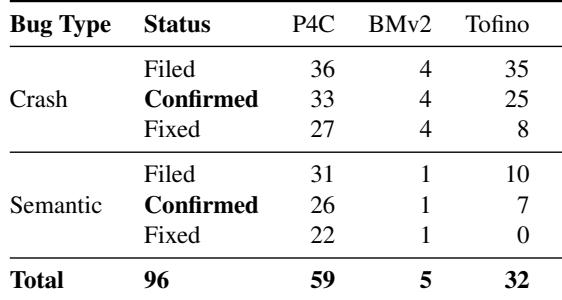 Bug Type Status P4C BMv2 Tofino
Filed 36 4 35
Crash Confirmed 33 4 25
Fixed 27 4 8
Filed 31 1 10
Semantic Confirmed 26 1 7
Fixed 22 1 0
Total 96 59 5 32